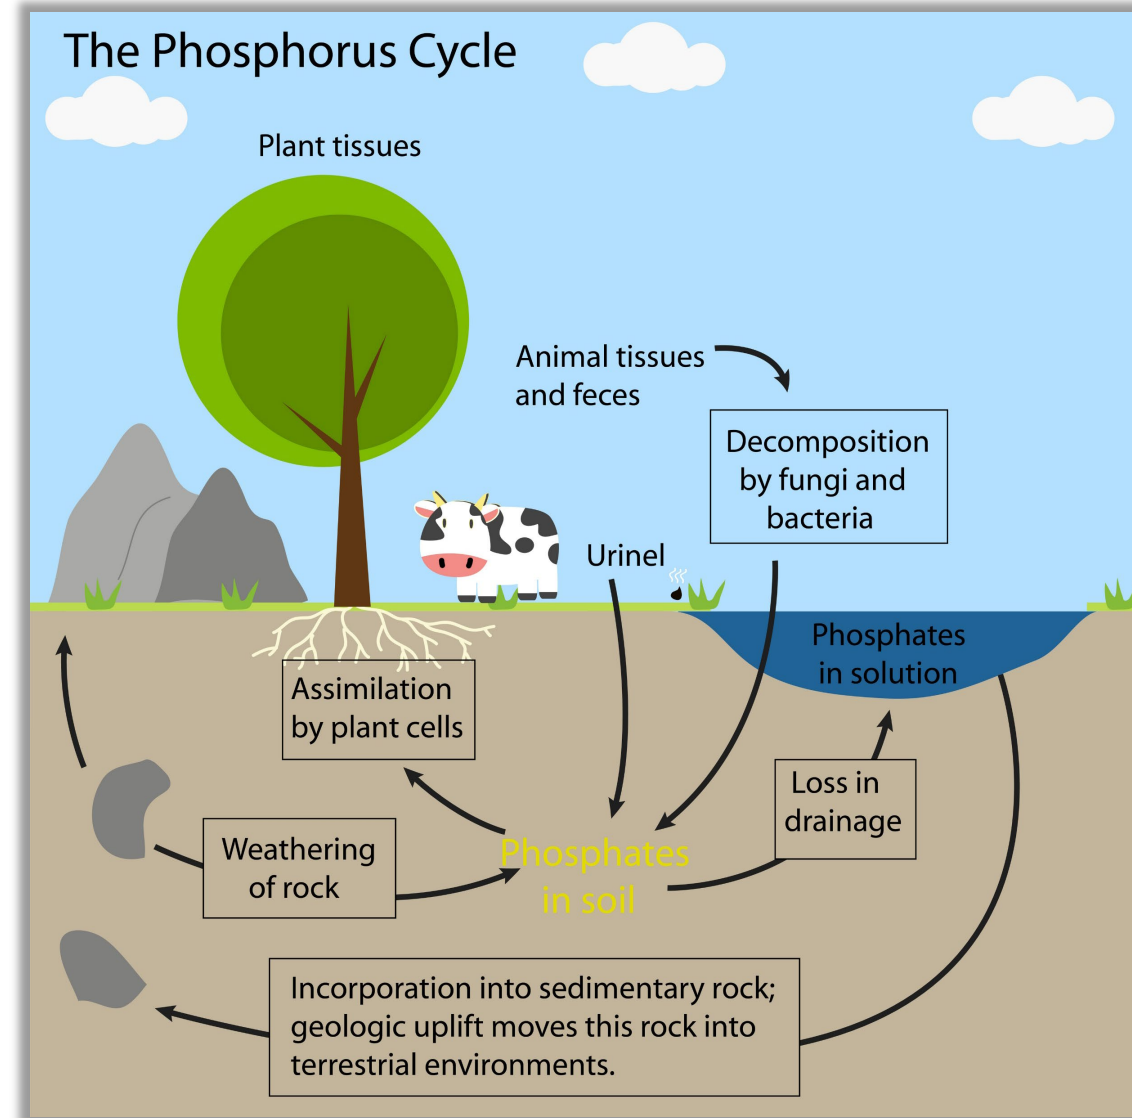 The Phosphorus Cycle
Plant tissues
Animal tissues
and feces
Decomposition
by fungi and
bacteria
Urinel
Phosphates
in solution
Assimilation
by plant cells
Loss in
drainage
Weathering
of rock
Phosphates
in soil
Incorporation into sedimentary rock;
geologic uplift moves this rock into
terrestrial environments.